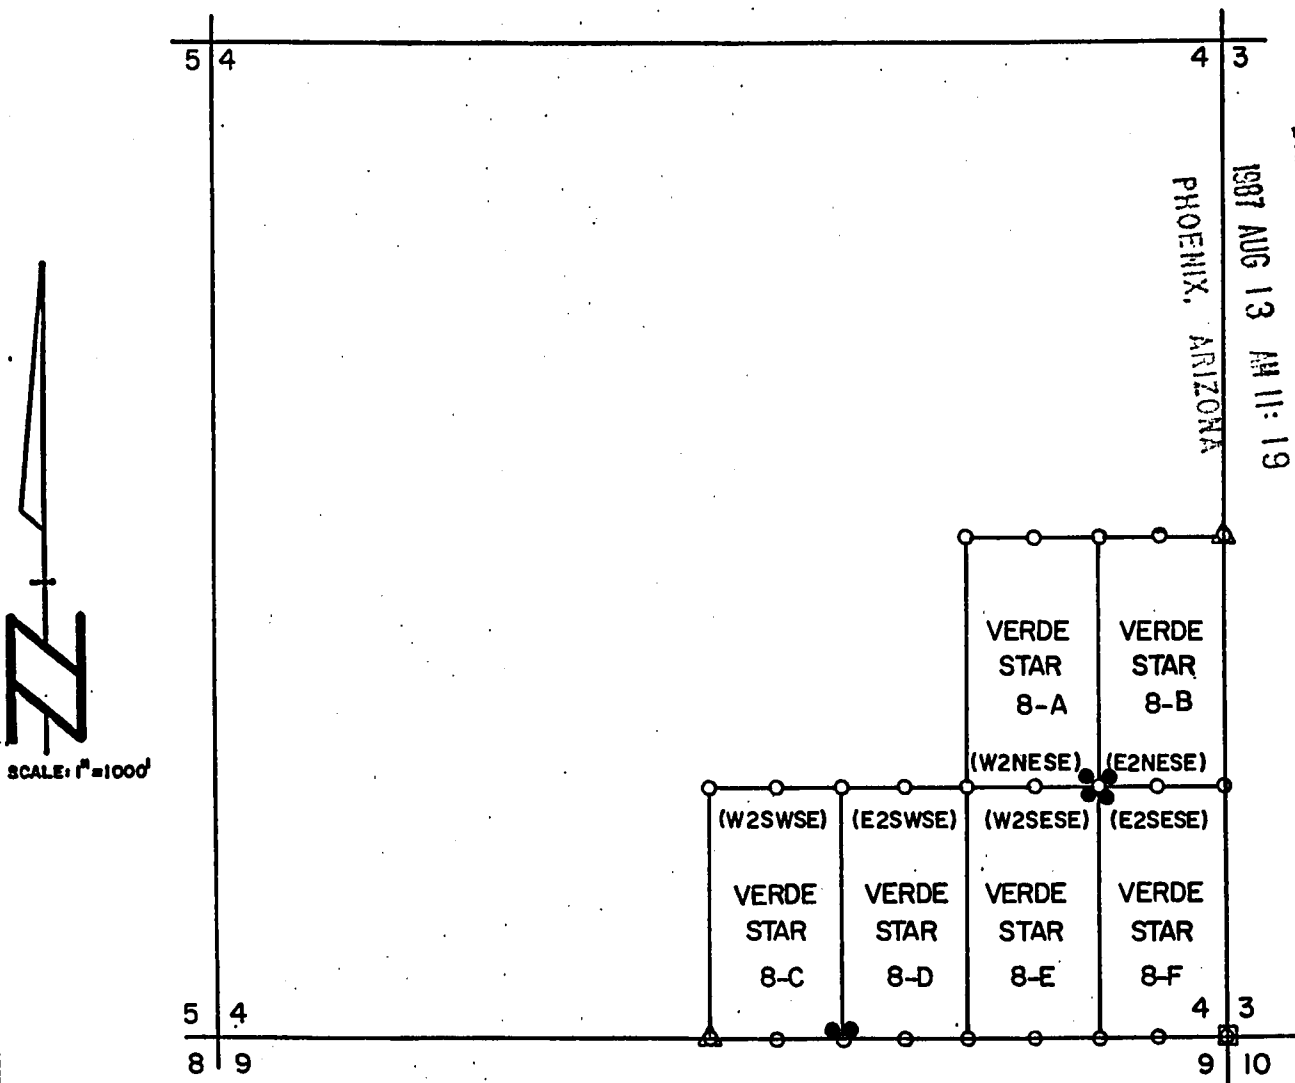 5 4
4 3
1987 AUG 13 AM 11: 19
PHOENIX, ARIZONA
SCALE: 1"=1000'
VERDE
STAR
8-A
(W2NESE)
VERDE
STAR
8-B
(E2NESE)
(W2SWSE)
VERDE
STAR
8-C
(E2SWSE)
VERDE
STAR
8-D
(W2SESE)
VERDE
STAR
8-E
(E2SESE)
VERDE
STAR
8-F
5 4
4 3
8 9
9 10